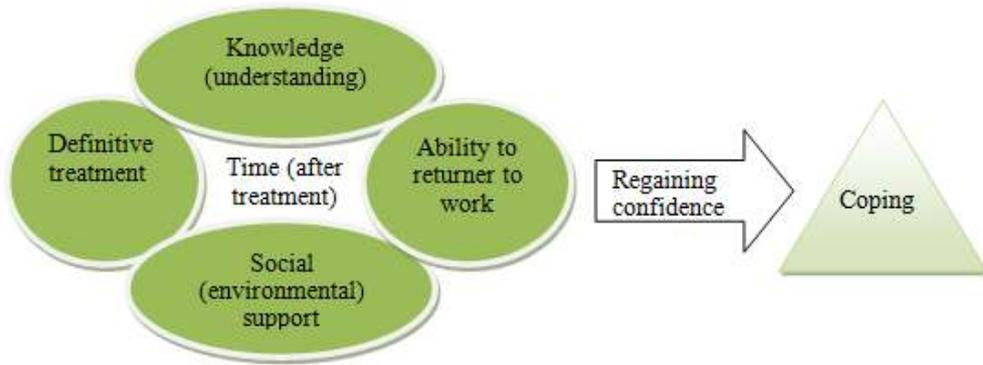 Knowledge
(understanding)
Definitive
treatment
Time (after
treatment)
Ability to
returner to
work
Social
(environmental)
support
Regaining
confidence
Coping